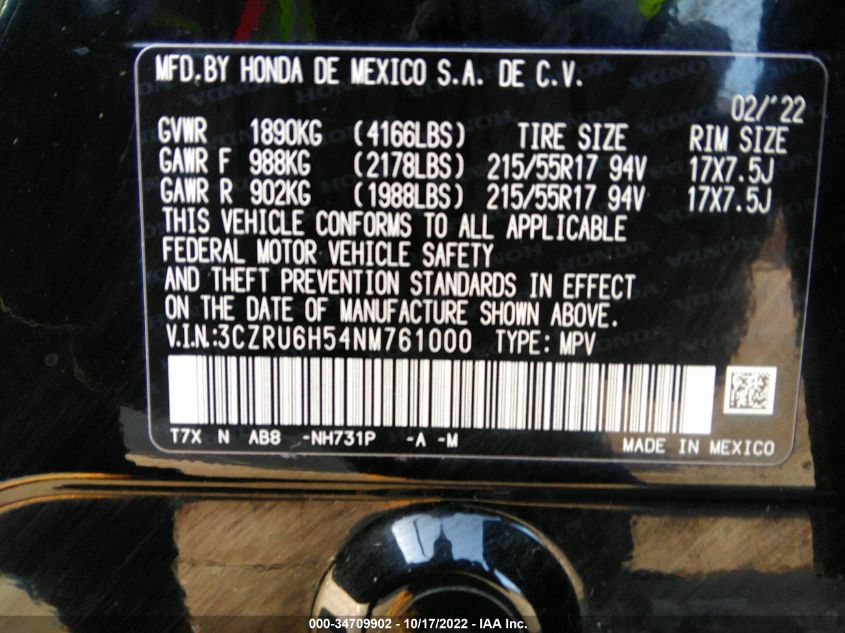 MFD.BY HONDA DE MEXICO S.A. DE C.V.
02/'22
GVWR 1890KG (4166LBS) TIRE SIZE RIM SIZE
GAWR F 988KG (2178LBS) 215/55R17 94V 17X7.5J
GAWR R 902KG (1988LBS) 215/55R17 94V 17X7.5J
THIS VEHICLE CONFORMS TO ALL APPLICABLE
FEDERAL MOTOR VEHICLE SAFETY
AND THEFT PREVENTION STANDARDS IN EFFECT
ON THE DATE OF MANUFACTURE SHOWN ABOVE.
V.I.N:3CZRU6H54NM761000 TYPE: MPV
T7X N AB8 -NH731P -A -M
MADE IN MEXICO
000-34709902 - 10/17/2022 - IAA Inc.